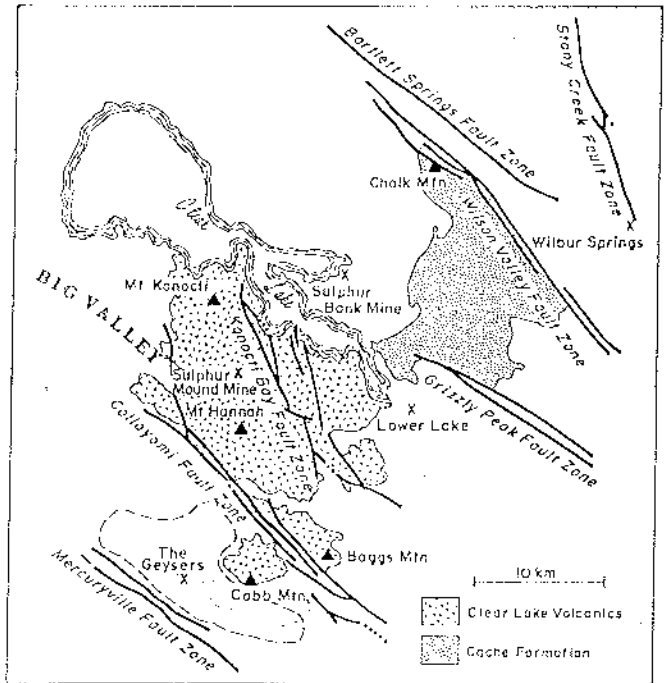 Bartlett Springs Fault Zone
Stony Creek Fault Zone
Chalk Mtn
Wilson Valley Fault Zone
Wilbur Springs
Clear
Lake
Sulphur
Bank Mine
Mt Konocti
BIG VALLEY
Konocti Bay Fault Zone
Sulphur
Mound Mine
Mt Hannah
Lower Lake
Grizzly Peak Fault Zone
Collayomi Fault Zone
Boggs Mtn
The
Geysers
Cobb Mtn
Mercuryville Fault Zone
10 km
Clear Lake Volcanics
Cache Formation